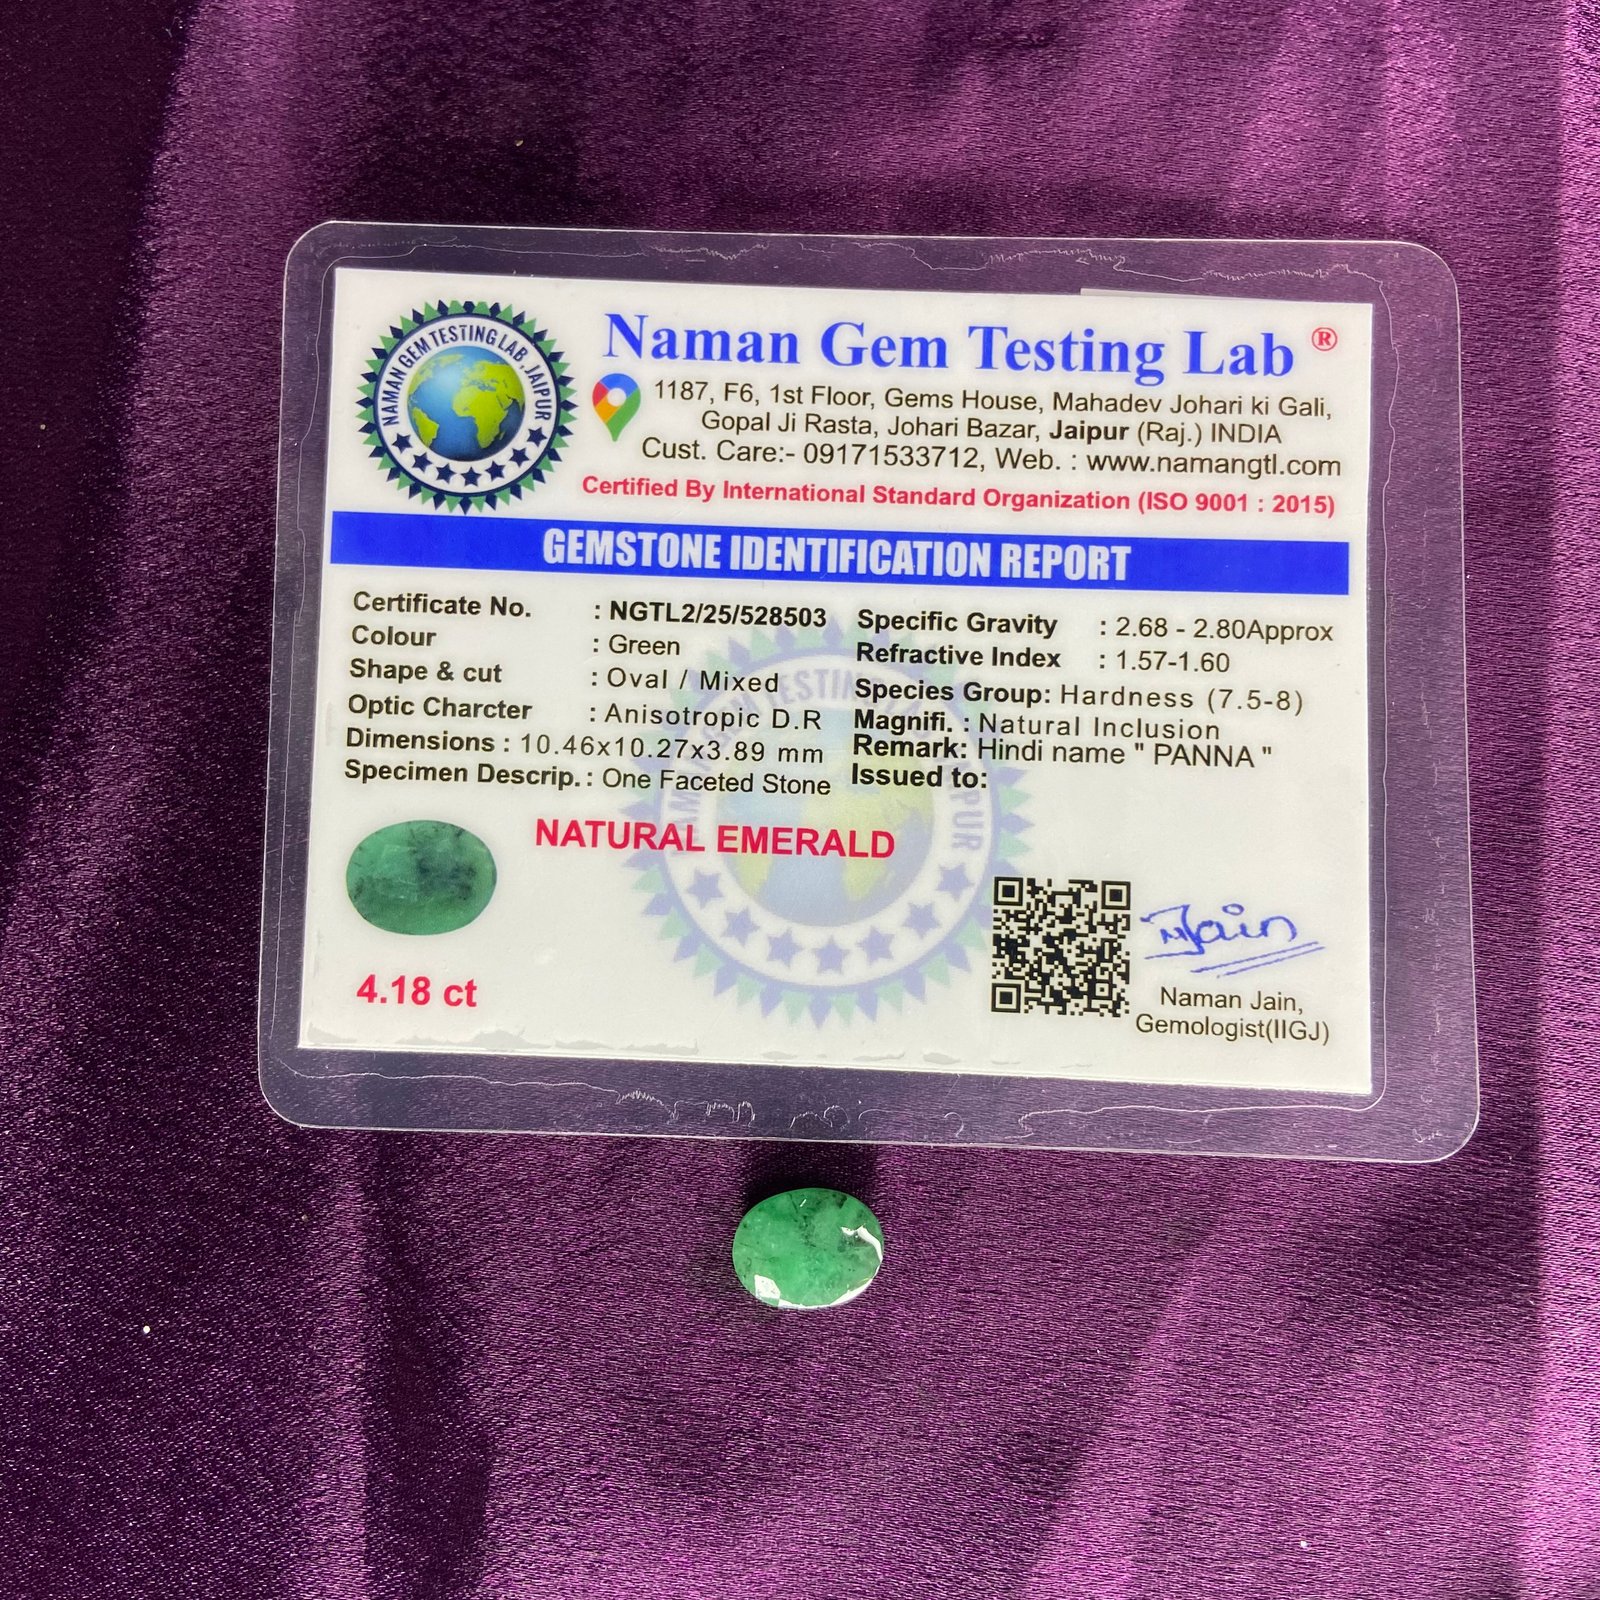 NAMAN GEM TESTING LAB, JAIPUR
Naman Gem Testing Lab ®
1187, F6, 1st Floor, Gems House, Mahadev Johari ki Gali,
Gopal Ji Rasta, Johari Bazar, Jaipur (Raj.) INDIA
Cust. Care:- 09171533712, Web. : www.namangtl.com
Certified By International Standard Organization (ISO 9001 : 2015)
GEMSTONE IDENTIFICATION REPORT
Certificate No. : NGTL2/25/528503
Colour : Green
Shape & cut : Oval / Mixed
Optic Charcter : Anisotropic D.R
Dimensions : 10.46x10.27x3.89 mm
Specimen Descrip. : One Faceted Stone
Specific Gravity : 2.68 - 2.80Approx
Refractive Index : 1.57-1.60
Species Group: Hardness (7.5-8)
Magnifi. : Natural Inclusion
Remark: Hindi name " PANNA "
Issued to:
NATURAL EMERALD
4.18 ct
NJain
Naman Jain,
Gemologist(IIGJ)